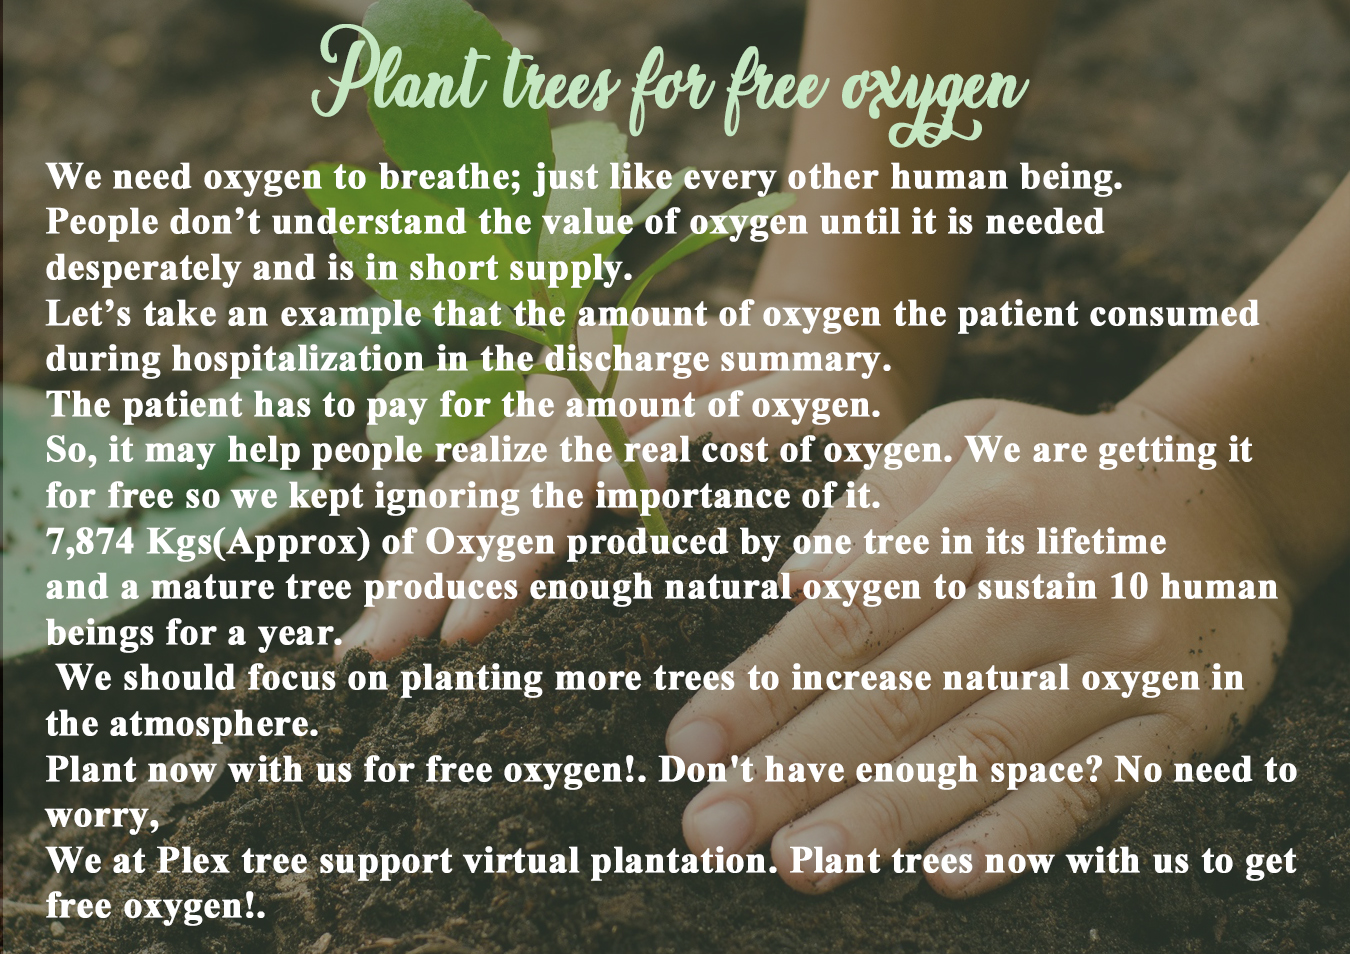 Plant trees for free oxygen
We need oxygen to breathe; just like every other human being.
People don’t understand the value of oxygen until it is needed
desperately and is in short supply.
Let’s take an example that the amount of oxygen the patient consumed
during hospitalization in the discharge summary.
The patient has to pay for the amount of oxygen.
So, it may help people realize the real cost of oxygen. We are getting it
for free so we kept ignoring the importance of it.
7,874 Kgs(Approx) of Oxygen produced by one tree in its lifetime
and a mature tree produces enough natural oxygen to sustain 10 human
beings for a year.
We should focus on planting more trees to increase natural oxygen in
the atmosphere.
Plant now with us for free oxygen!. Don't have enough space? No need to
worry,
We at Plex tree support virtual plantation. Plant trees now with us to get
free oxygen!.